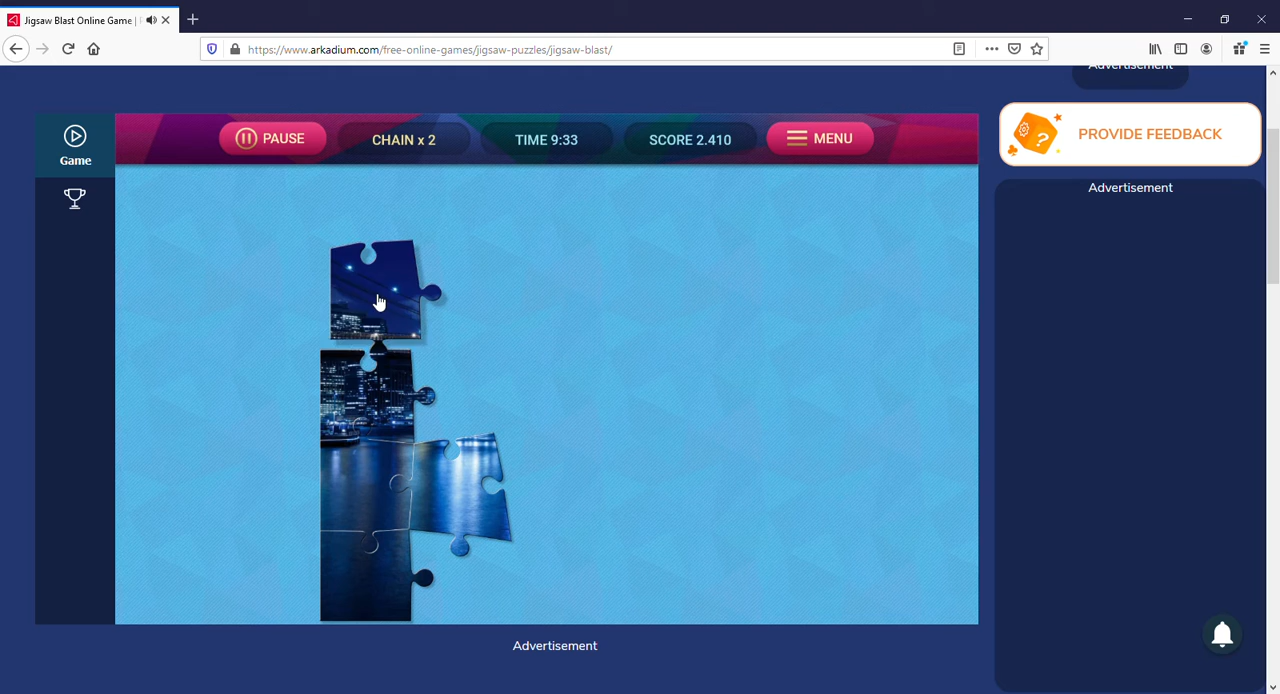 Jigsaw Blast Online Game |
https://www.arkadium.com/free-online-games/jigsaw-puzzles/jigsaw-blast/
Advertisement
Game
PAUSE
CHAIN x 2
TIME 9:33
SCORE 2.410
MENU
PROVIDE FEEDBACK
Advertisement
Advertisement